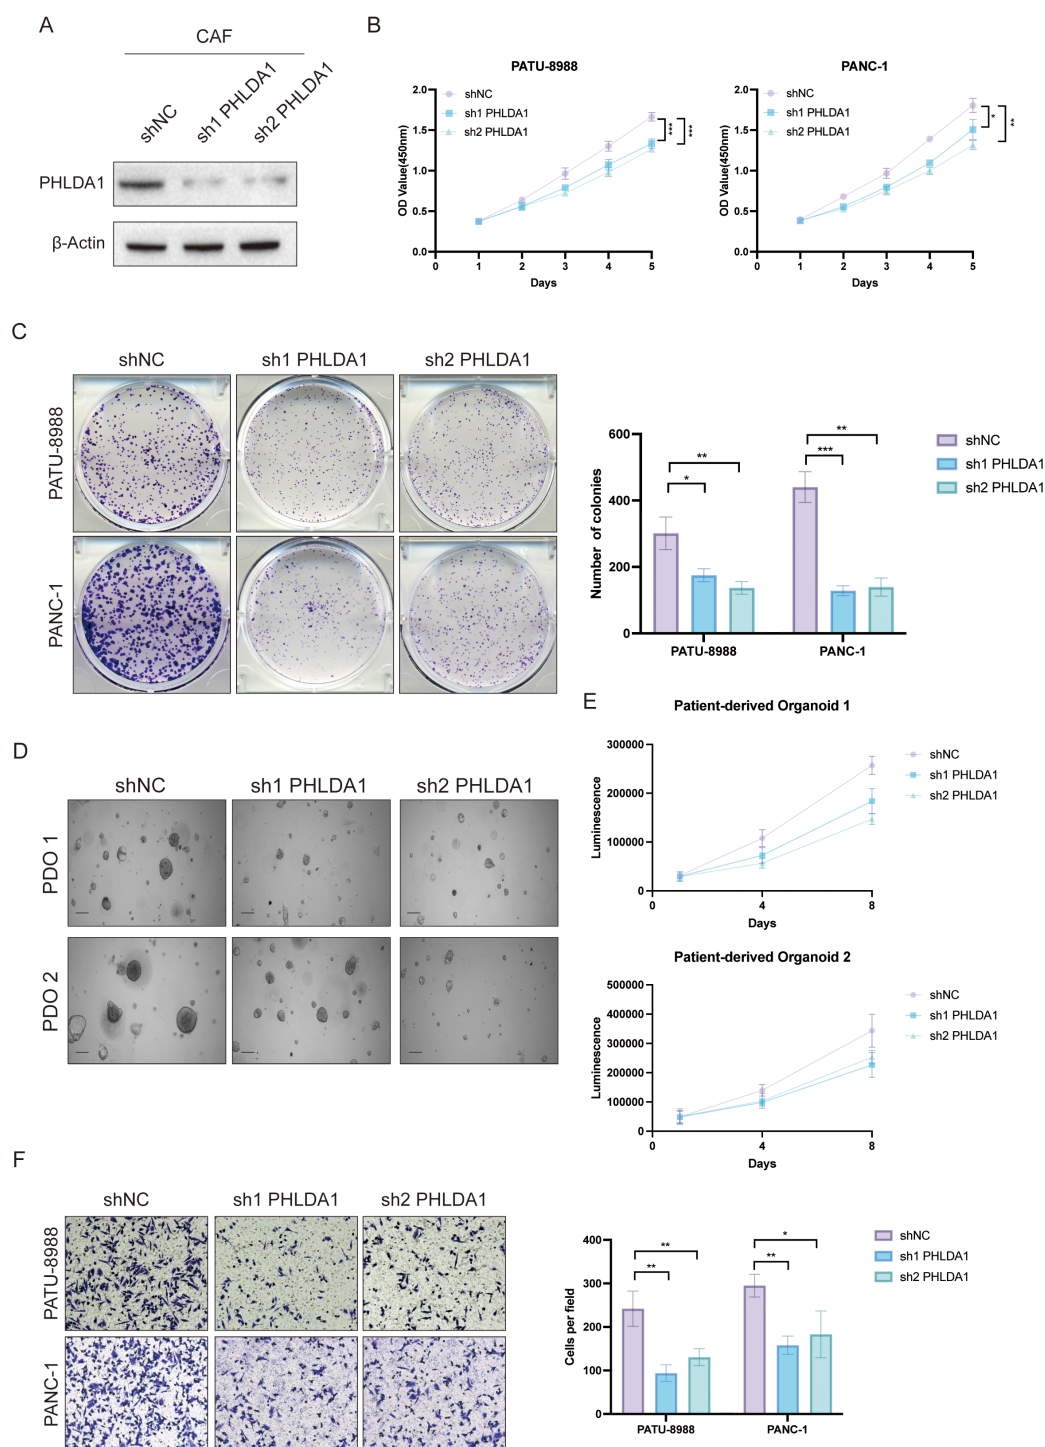 A
CAF
shNC
sh1 PHLDA1
sh2 PHLDA1
PHLDA1
β-Actin
B
PATU-8988
shNC
sh1 PHLDA1
sh2 PHLDA1
OD Value(450nm)
2.0
1.5
1.0
0.5
0.0
0 1 2 3 4 5
Days
***
***
PANC-1
shNC
sh1 PHLDA1
sh2 PHLDA1
OD Value(450nm)
2.0
1.5
1.0
0.5
0.0
0 1 2 3 4 5
Days
*
**
C
shNC
sh1 PHLDA1
sh2 PHLDA1
PATU-8988
PANC-1
Number of colonies
600
400
200
0
** 
*
**
***
PATU-8988
PANC-1
shNC
sh1 PHLDA1
sh2 PHLDA1
D
shNC
sh1 PHLDA1
sh2 PHLDA1
PDO 1
PDO 2
E
Patient-derived Organoid 1
Luminescence
300000
200000
100000
0
0 4 8
Days
shNC
sh1 PHLDA1
sh2 PHLDA1
Patient-derived Organoid 2
Luminescence
500000
400000
300000
200000
100000
0
0 4 8
Days
shNC
sh1 PHLDA1
sh2 PHLDA1
F
shNC
sh1 PHLDA1
sh2 PHLDA1
PATU-8988
PANC-1
Cells per field
400
300
200
100
0
**
**
*
**
PATU-8988
PANC-1
shNC
sh1 PHLDA1
sh2 PHLDA1